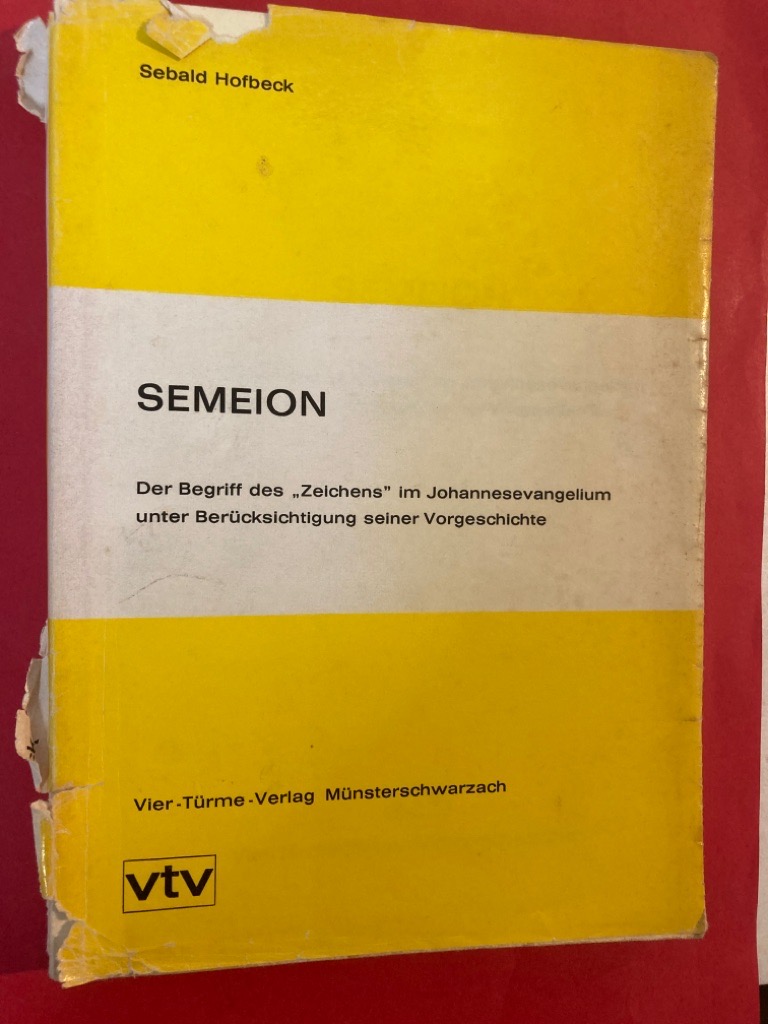 Sebald Hofbeck
SEMEION
Der Begriff des „Zeichens” im Johannesevangelium
unter Berücksichtigung seiner Vorgeschichte
Vier-Türme-Verlag Münsterschwarzach
vtv